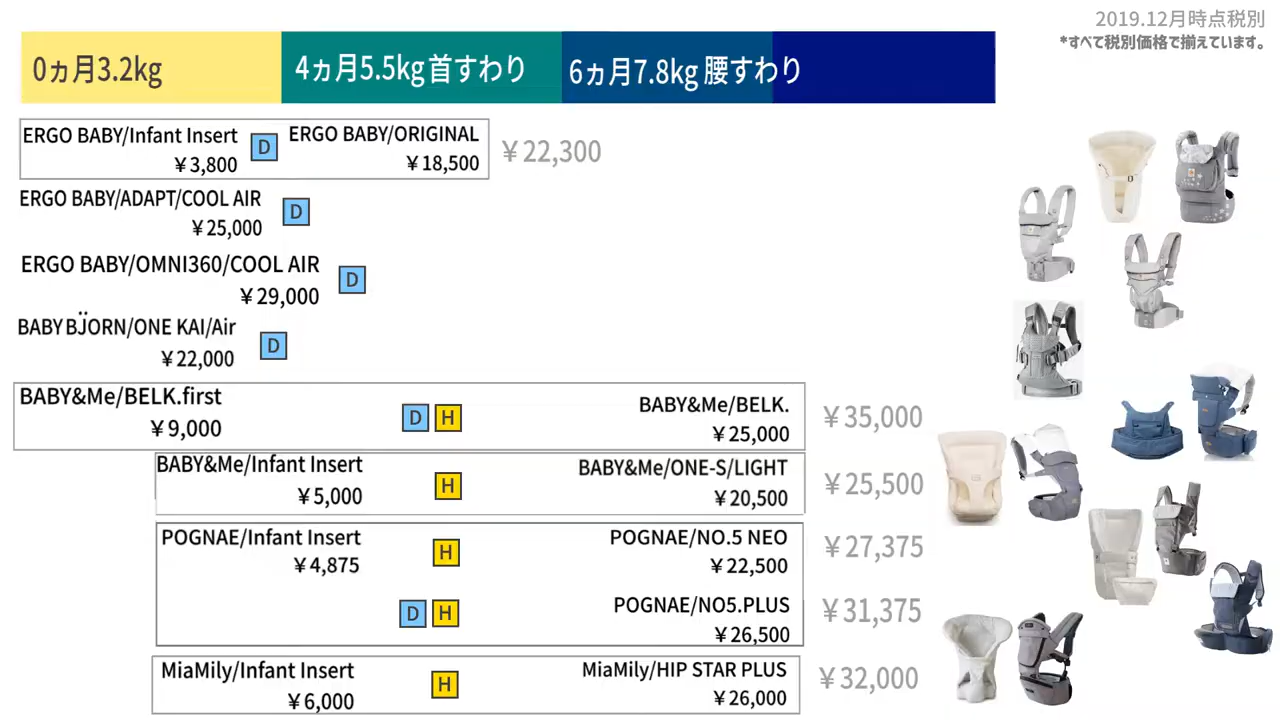 2019.12月時点税別
*すべて税別価格で揃えています。
0ヵ月3.2kg
4ヵ月5.5kg 首すわり
6ヵ月7.8kg 腰すわり
ERGO BABY/Infant Insert
¥3,800
D
ERGO BABY/ORIGINAL
¥18,500
¥22,300
ERGO BABY/ADAPT/COOL AIR
¥25,000
D
ERGO BABY/OMNI360/COOL AIR
¥29,000
D
BABY BJÖRN/ONE KAI/Air
¥22,000
D
BABY&Me/BELK.first
¥9,000
D H
BABY&Me/BELK.
¥25,000
¥35,000
BABY&Me/Infant Insert
¥5,000
H
BABY&Me/ONE-S/LIGHT
¥20,500
¥25,500
POGNAE/Infant Insert
¥4,875
H
POGNAE/NO.5 NEO
¥22,500
¥27,375
D H
POGNAE/NO5.PLUS
¥26,500
¥31,375
MiaMily/Infant Insert
¥6,000
H
MiaMily/HIP STAR PLUS
¥26,000
¥32,000